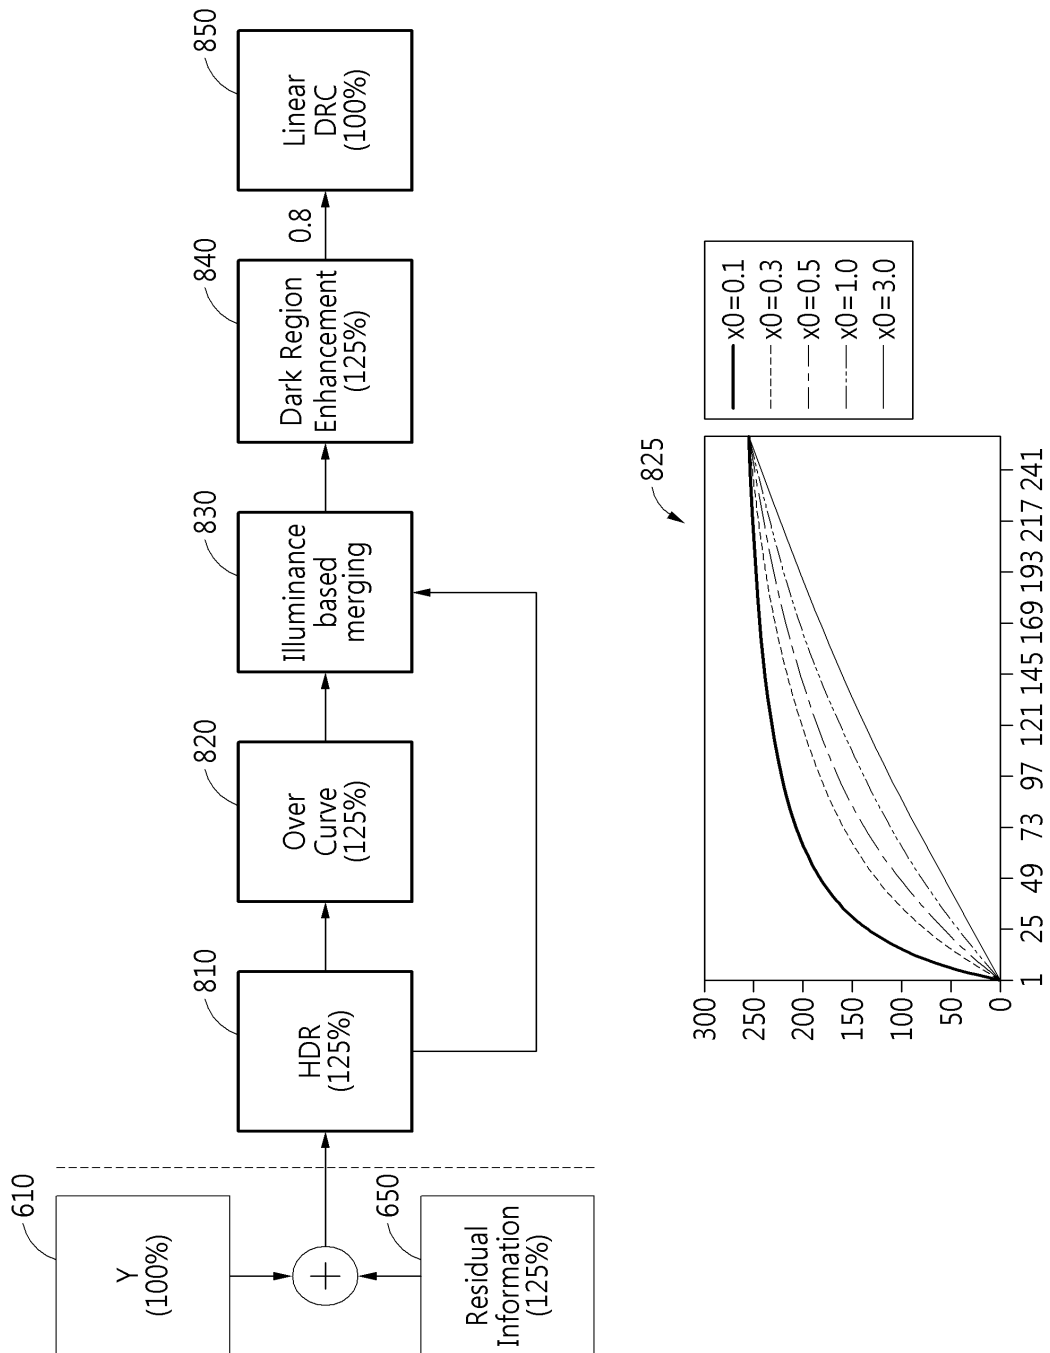 610
Y
(100%)
650
Residual
Information
(125%)
+
810
HDR
(125%)
820
Over
Curve
(125%)
830
Illuminance
based
merging
840
Dark Region
Enhancement
(125%)
0.8
850
Linear
DRC
(100%)
825
300
250
200
150
100
50
0
1 25 49 73 97 121 145 169 193 217 241
x0=0.1
x0=0.3
x0=0.5
x0=1.0
x0=3.0